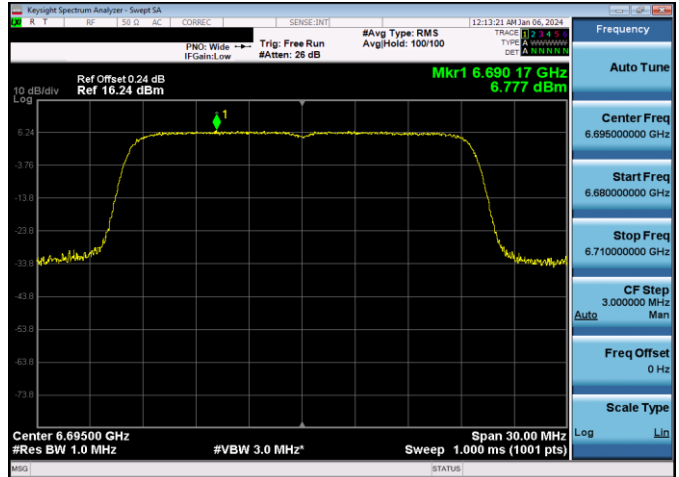 Keysight Spectrum Analyzer - Swept SA
R T RF 50 Ω AC CORREC SENSE:INT 12:13:21 AM Jan 06, 2024
#Avg Type: RMS TRACE 1 2 3 4 5 6
PNO: Wide Trig: Free Run Avg|Hold: 100/100 TYPE A WWWWW
IFGain:Low #Atten: 26 dB DET A N N N N N
Mkr1 6.690 17 GHz
Ref Offset 0.24 dB
10 dB/div Ref 16.24 dBm 6.777 dBm
Log
1
6.24
-3.76
-13.8
-23.8
-33.8
-43.8
-53.8
-63.8
-73.8
Center 6.69500 GHz Span 30.00 MHz
#Res BW 1.0 MHz #VBW 3.0 MHz* Sweep 1.000 ms (1001 pts)
MSG STATUS
Frequency
Auto Tune
Center Freq
6.695000000 GHz
Start Freq
6.680000000 GHz
Stop Freq
6.710000000 GHz
CF Step
3.000000 MHz
Auto Man
Freq Offset
0 Hz
Scale Type
Log Lin